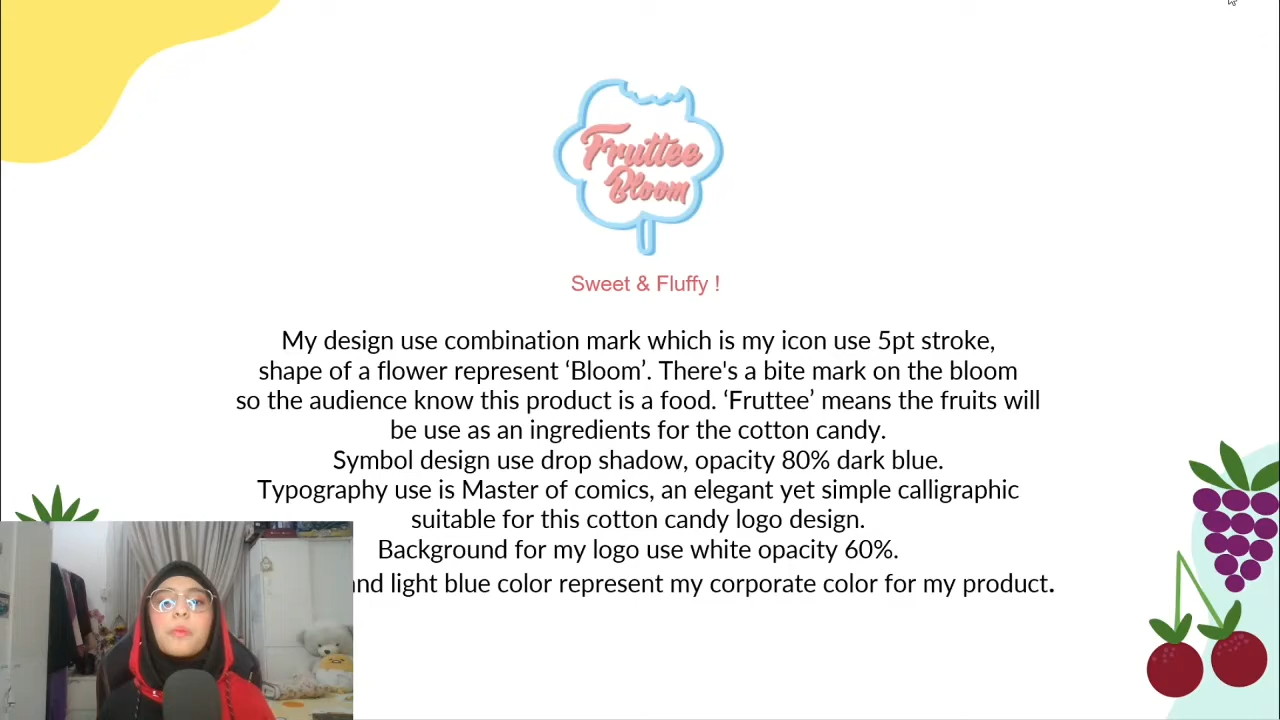 Fruttee
Bloom
Sweet & Fluffy !
My design use combination mark which is my icon use 5pt stroke,
shape of a flower represent ‘Bloom’. There's a bite mark on the bloom
so the audience know this product is a food. ‘Fruttee’ means the fruits will
be use as an ingredients for the cotton candy.
Symbol design use drop shadow, opacity 80% dark blue.
Typography use is Master of comics, an elegant yet simple calligraphic
suitable for this cotton candy logo design.
Background for my logo use white opacity 60%.
and light blue color represent my corporate color for my product.